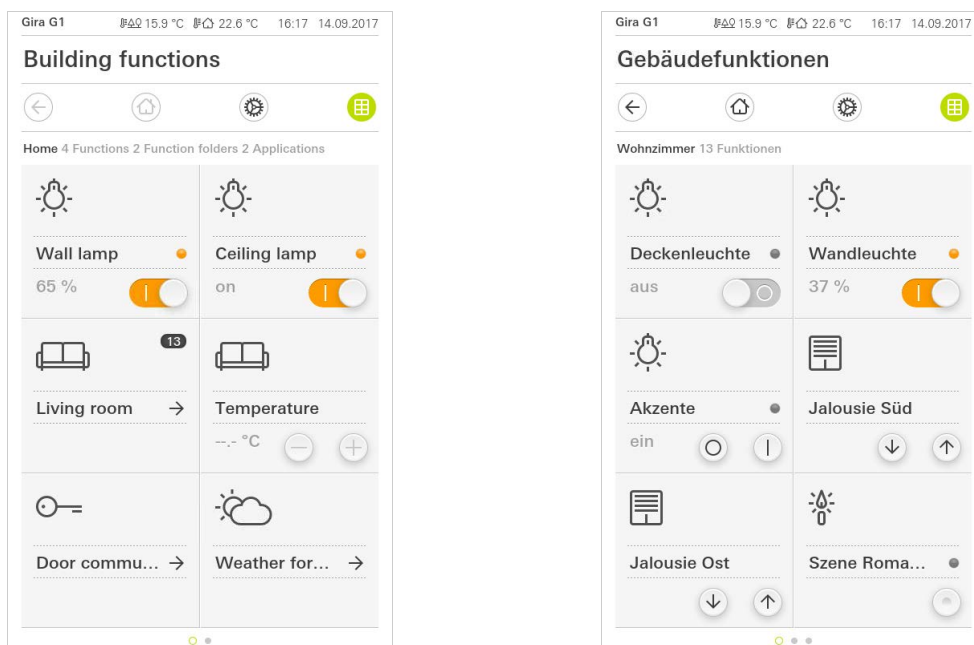 Gira G1 15.9 °C 22.6 °C 16:17 14.09.2017
Building functions
Home 4 Functions 2 Function folders 2 Applications
Wall lamp
65 %
Ceiling lamp
on
13
Living room
Temperature
--.- °C
Door commu...
Weather for...
Gira G1 15.9 °C 22.6 °C 16:17 14.09.2017
Gebäudefunktionen
Wohnzimmer 13 Funktionen
Deckenleuchte
aus
Wandleuchte
37 %
Akzente
ein
Jalousie Süd
Jalousie Ost
Szene Roma...